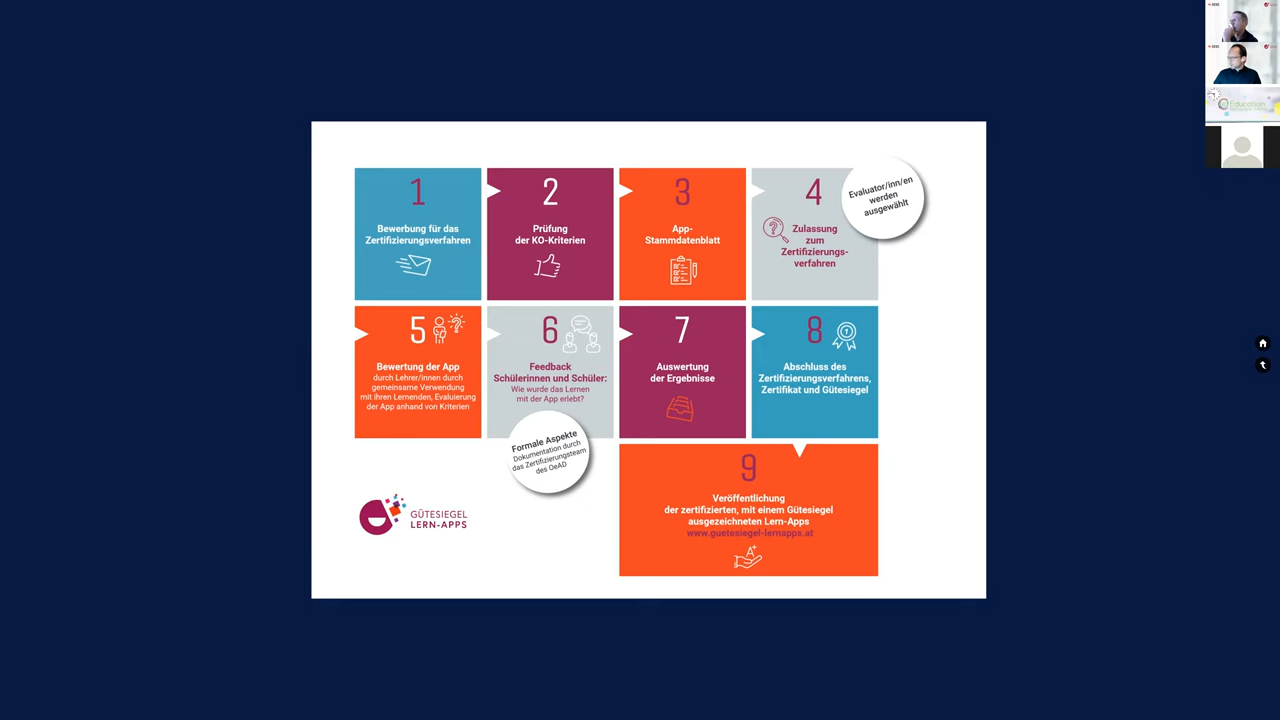 1
Bewerbung für das
Zertifizierungsverfahren
2
Prüfung
der KO-Kriterien
3
App-
Stammdatenblatt
4
Zulassung
zum
Zertifizierungs-
verfahren
Evaluator/inn/en
werden
ausgewählt
5
Bewertung der App
durch Lehrer/innen durch
gemeinsame Verwendung
mit ihren Lernenden, Evaluierung
der App anhand von Kriterien
6
Feedback
Schülerinnen und Schüler:
Wie wurde das Lernen
mit der App erlebt?
Formale Aspekte
Dokumentation durch
das Zertifizierungsteam
des OeAD
7
Auswertung
der Ergebnisse
8
Abschluss des
Zertifizierungsverfahrens,
Zertifikat und Gütesiegel
9
Veröffentlichung
der zertifizierten, mit einem Gütesiegel
ausgezeichneten Lern-Apps
www.guetesiegel-lernapps.at
A+
GÜTESIEGEL
LERN-APPS
Education